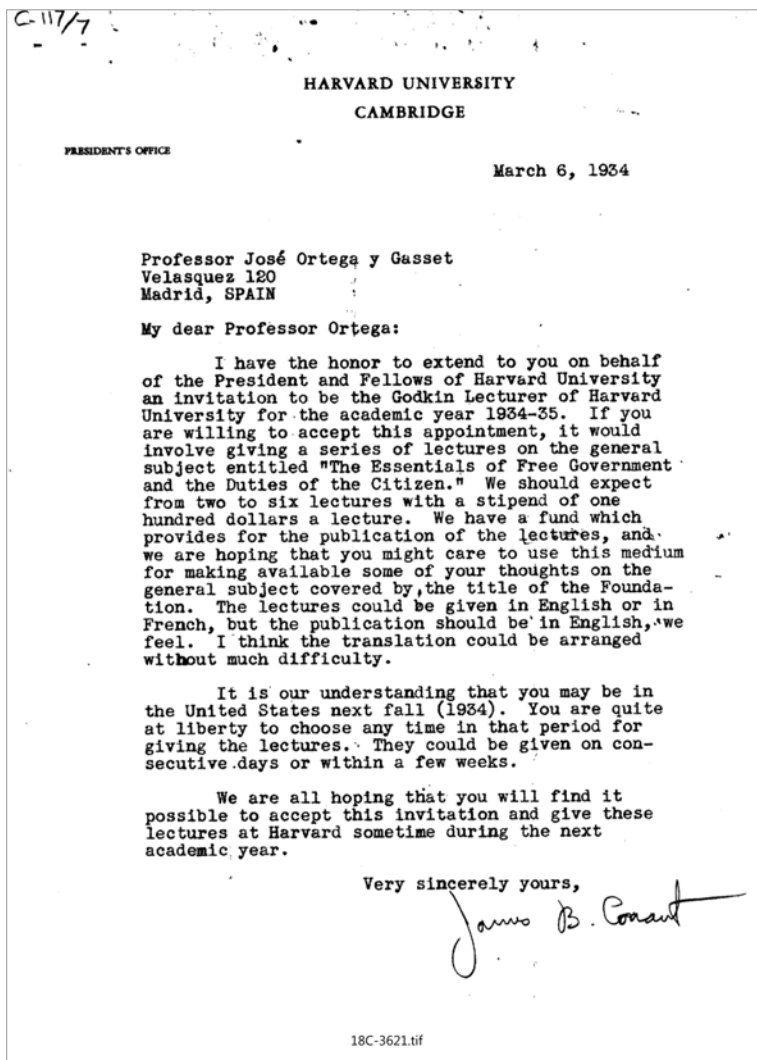 C-117/7
HARVARD UNIVERSITY
CAMBRIDGE
PRESIDENT'S OFFICE
March 6, 1934
Professor José Ortega y Gasset
Velasquez 120
Madrid, SPAIN
My dear Professor Ortega:
I have the honor to extend to you on behalf
of the President and Fellows of Harvard University
an invitation to be the Godkin Lecturer of Harvard
University for the academic year 1934-35. If you
are willing to accept this appointment, it would
involve giving a series of lectures on the general
subject entitled "The Essentials of Free Government
and the Duties of the Citizen." We should expect
from two to six lectures with a stipend of one
hundred dollars a lecture. We have a fund which
provides for the publication of the lectures, and
we are hoping that you might care to use this medium
for making available some of your thoughts on the
general subject covered by the title of the Founda-
tion. The lectures could be given in English or in
French, but the publication should be in English, we
feel. I think the translation could be arranged
without much difficulty.
It is our understanding that you may be in
the United States next fall (1934). You are quite
at liberty to choose any time in that period for
giving the lectures. They could be given on con-
secutive days or within a few weeks.
We are all hoping that you will find it
possible to accept this invitation and give these
lectures at Harvard sometime during the next
academic year.
Very sincerely yours,
James B. Conant
18C-3621.tif